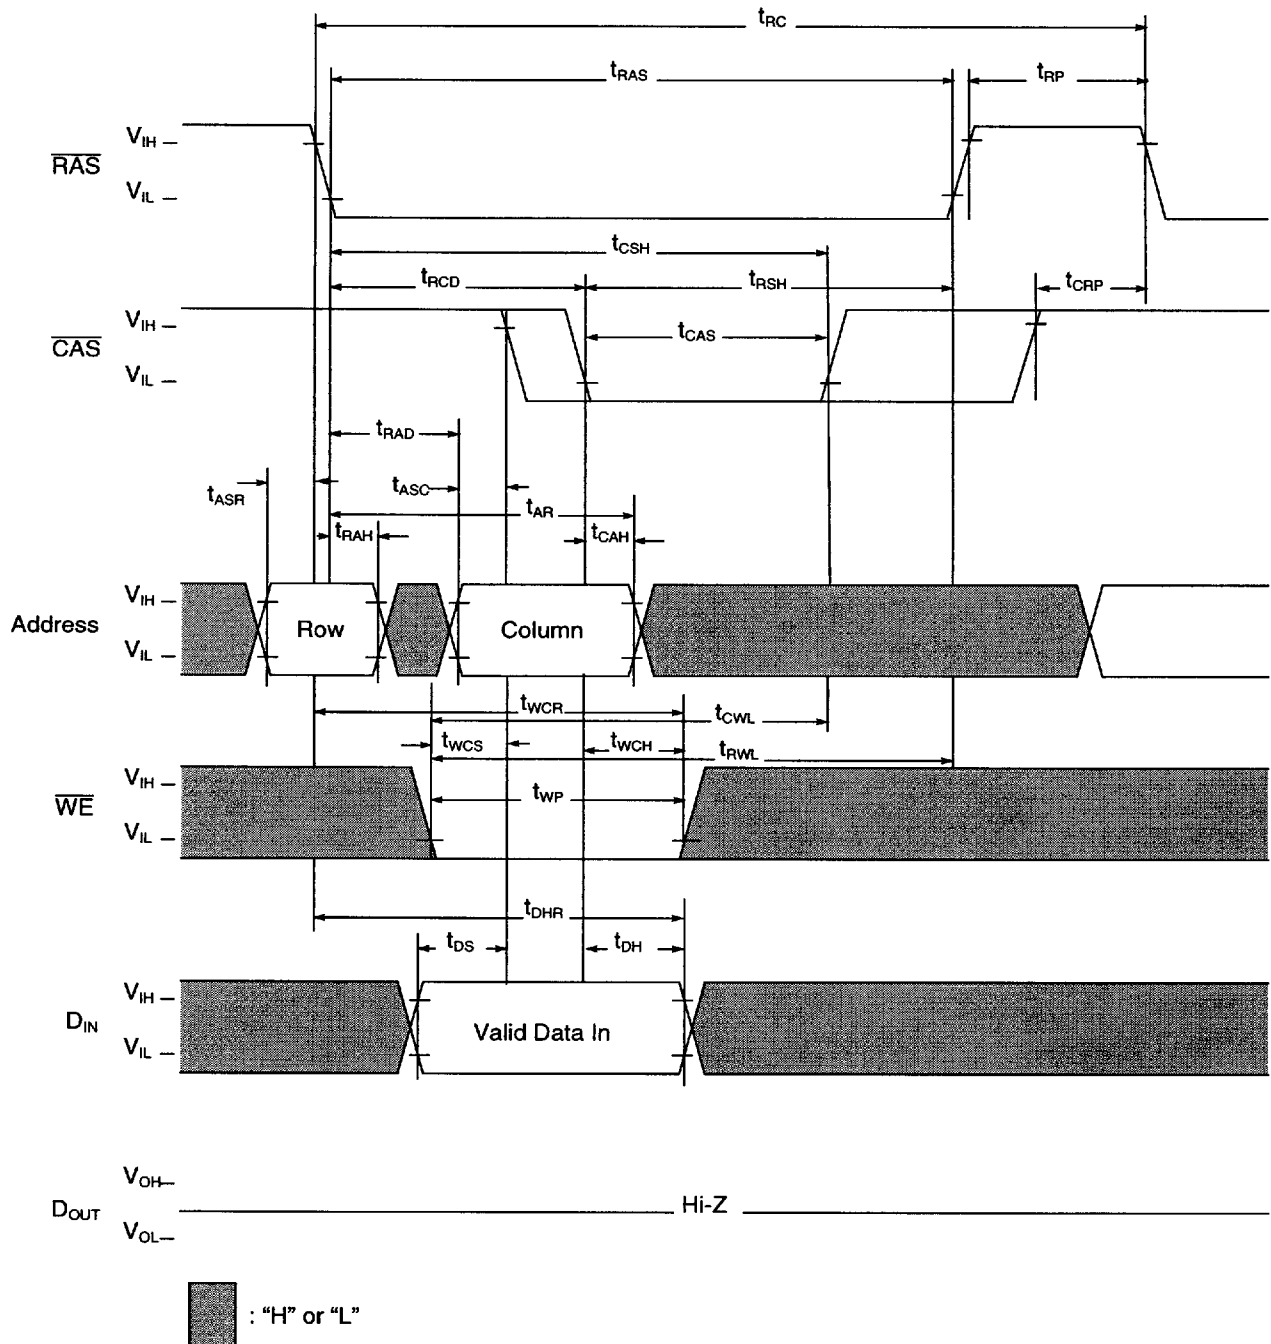 tRC
tRAS
tRP
VIH
RAS
VIL
tCSH
tRCD
tRSH
tCRP
VIH
CAS
tCAS
VIL
tRAD
tASR
tASC
tAR
tRAH
tCAH
VIH
Address
Row
Column
VIL
tWCR
tCWL
tWCS
tWCH
tRWL
VIH
WE
tWP
VIL
tDHR
tDS
tDH
VIH
DIN
Valid Data In
VIL
VOH
DOUT
Hi-Z
VOL
: “H” or “L”